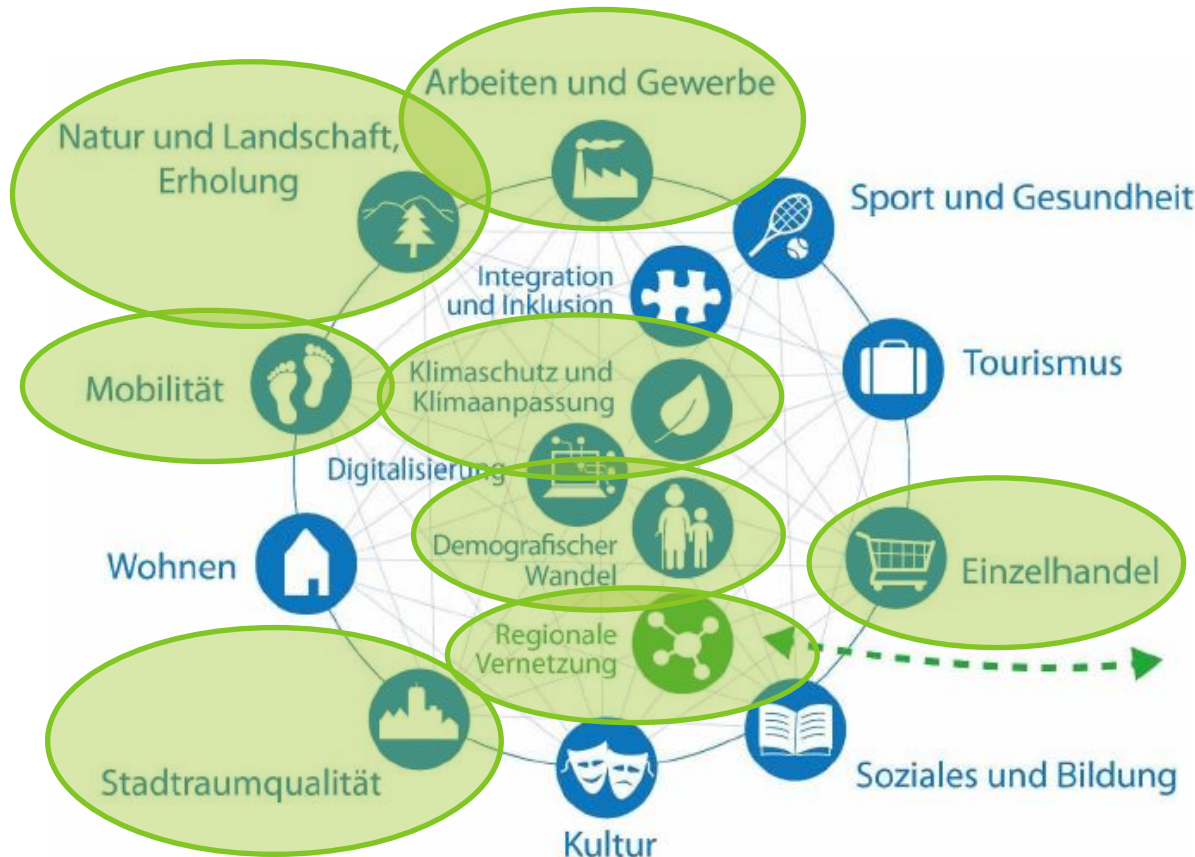 Arbeiten und Gewerbe
Natur und Landschaft,
Erholung
Sport und Gesundheit
Integration
und Inklusion
Tourismus
Mobilität
Klimaschutz und
Klimaanpassung
Digitalisierung
Wohnen
Demografischer
Wandel
Einzelhandel
Regionale
Vernetzung
Stadtraumqualität
Soziales und Bildung
Kultur